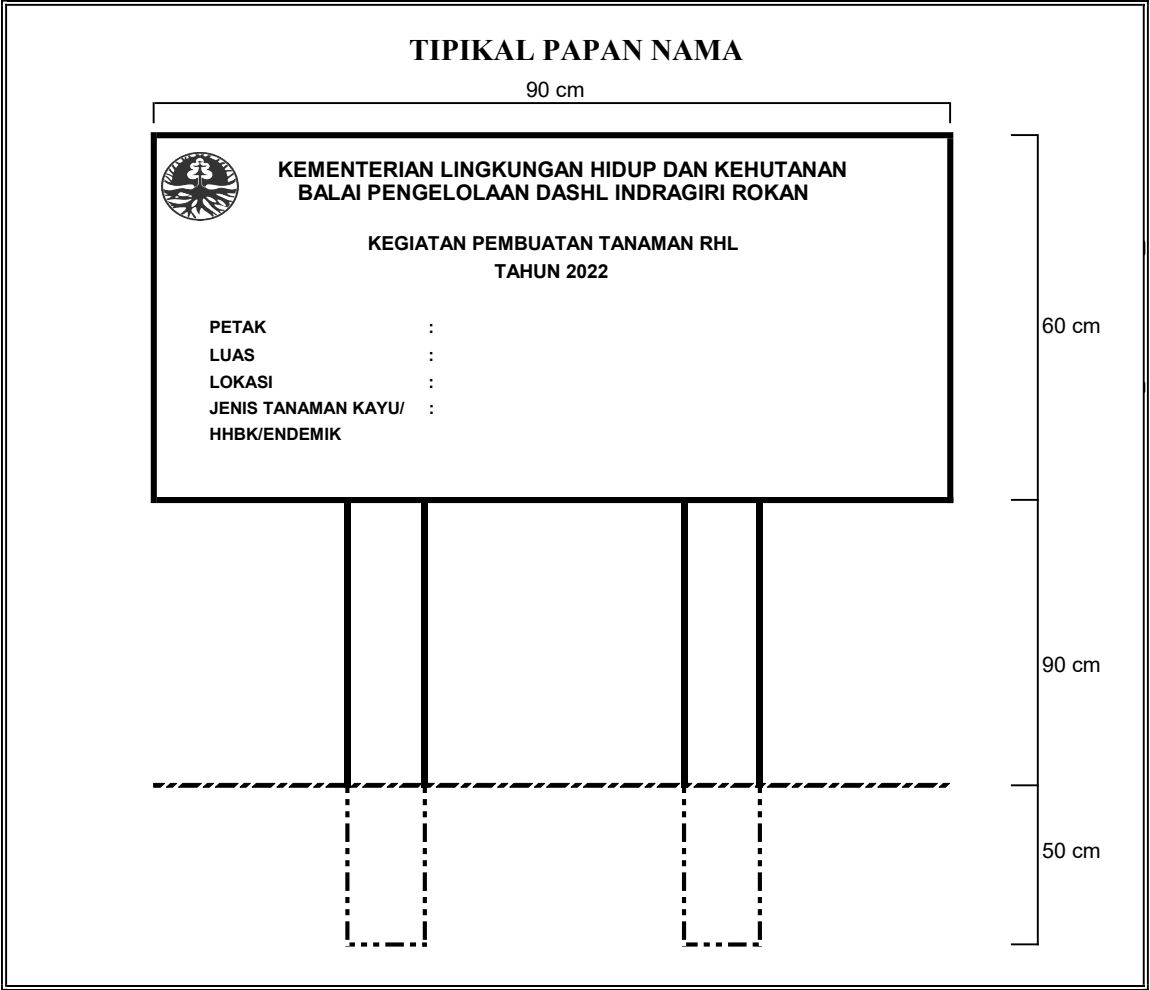 TIPIKAL PAPAN NAMA
90 cm
KEMENTERIAN LINGKUNGAN HIDUP DAN KEHUTANAN
BALAI PENGELOLAAN DASHL INDRAGIRI ROKAN
KEGIATAN PEMBUATAN TANAMAN RHL
TAHUN 2022
PETAK :
60 cm
LUAS :
LOKASI :
JENIS TANAMAN KAYU/ :
HHBK/ENDEMIK
90 cm
50 cm